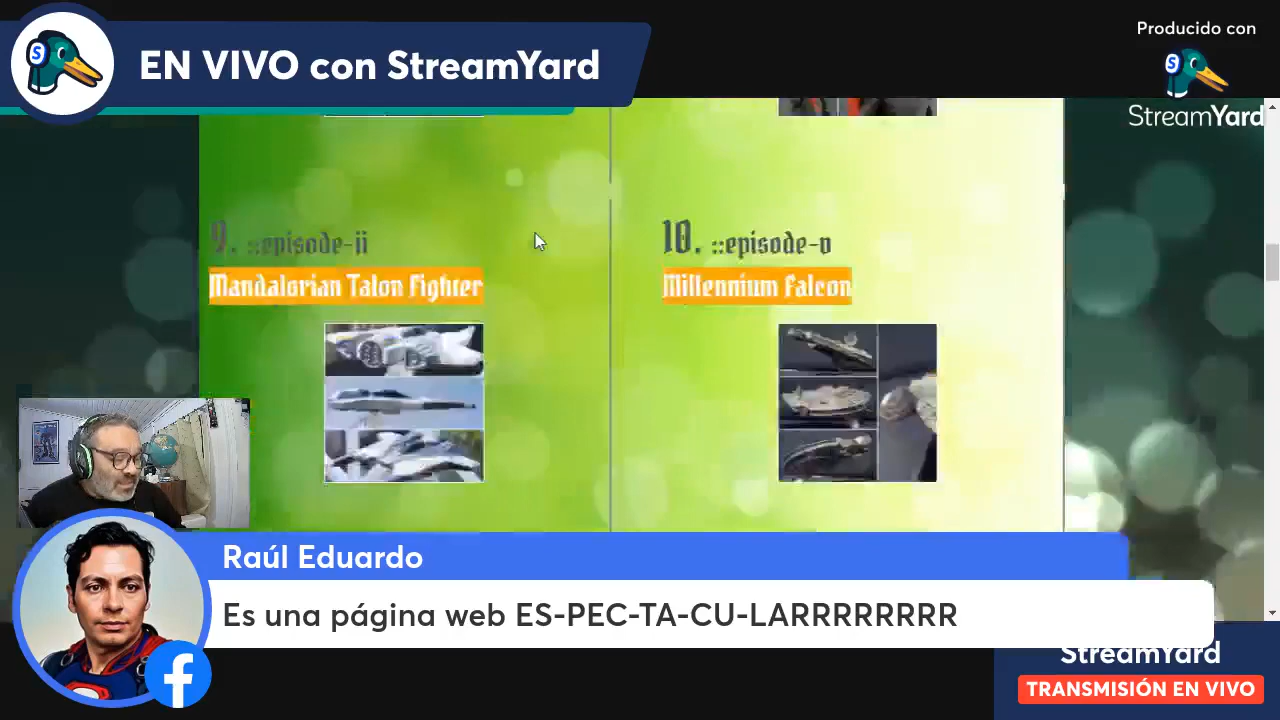 Producido con
S
EN VIVO con StreamYard
S
StreamYard
9. ::episode-ii
Mandalorian Talon Fighter
10. ::episode-v
Millennium Falcon
Raúl Eduardo
Es una página web ES-PEC-TA-CU-LARRRRRRRR
StreamYard
TRANSMISIÓN EN VIVO